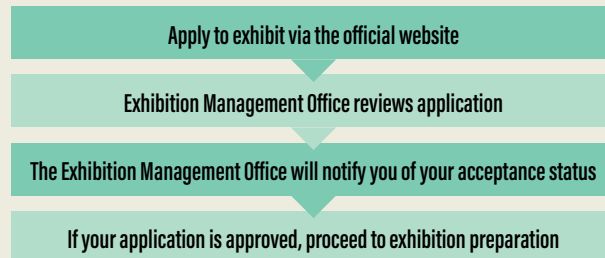 Apply to exhibit via the official website
Exhibition Management Office reviews application
The Exhibition Management Office will notify you of your acceptance status
If your application is approved, proceed to exhibition preparation